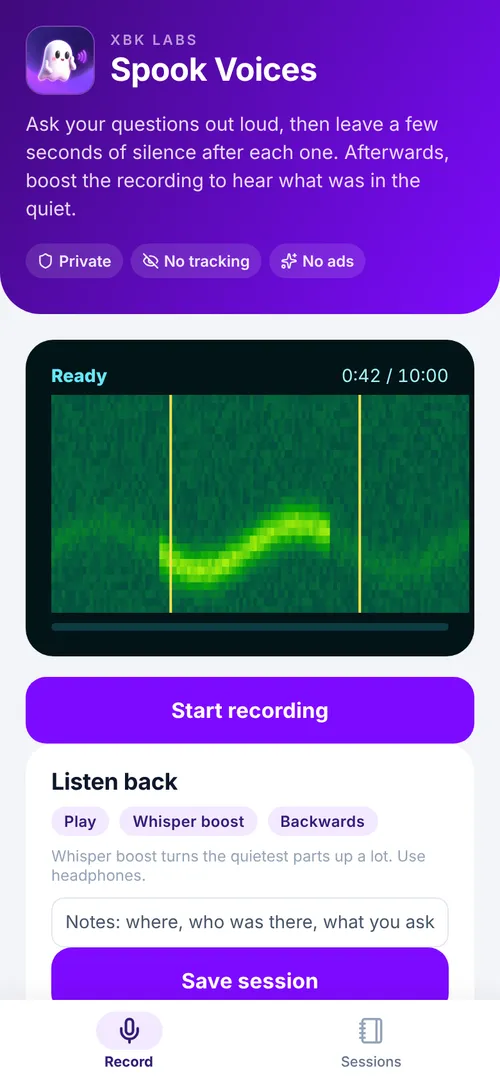 XBK LABS
Spook Voices
Ask your questions out loud, then leave a few
seconds of silence after each one. Afterwards,
boost the recording to hear what was in the
quiet.
Private
No tracking
No ads
Ready
0:42 / 10:00
Start recording
Listen back
Play
Whisper boost
Backwards
Whisper boost turns the quietest parts up a lot. Use
headphones.
Notes: where, who was there, what you ask
Save session
Record
Sessions